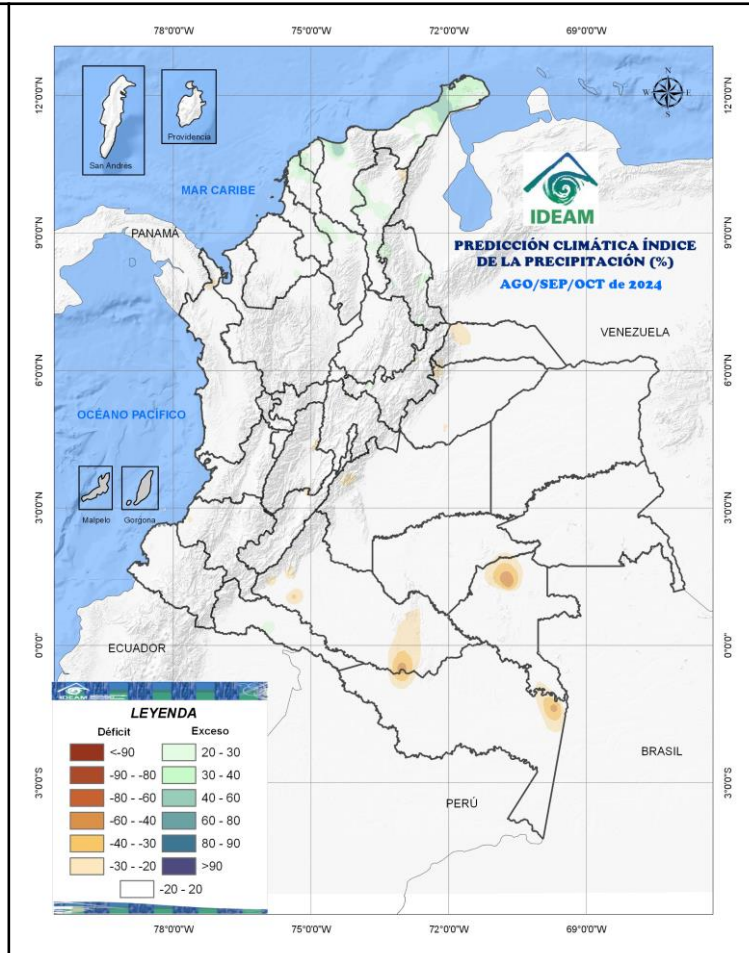 78°0'0"W
75°0'0"W
72°0'0"W
69°0'0"W
12°0'0"N
9°0'0"N
6°0'0"N
3°0'0"N
0°0'0"
3°0'0"S
12°0'0"N
9°0'0"N
6°0'0"N
3°0'0"N
0°0'0"
3°0'0"S
N
W
E
S
San Andrés
Providencia
MAR CARIBE
IDEAM
PANAMÁ
PREDICCIÓN CLIMÁTICA ÍNDICE
DE LA PRECIPITACIÓN (%)
AGO/SEP/OCT de 2024
VENEZUELA
OCÉANO PACÍFICO
Malpelo
Gorgona
ECUADOR
BRASIL
PERÚ
LEYENDA
Déficit
Exceso
<-90
20 - 30
-90 - -80
30 - 40
-80 - -60
40 - 60
-60 - -40
60 - 80
-40 - -30
80 - 90
-30 - -20
>90
-20 - 20
78°0'0"W
75°0'0"W
72°0'0"W
69°0'0"W